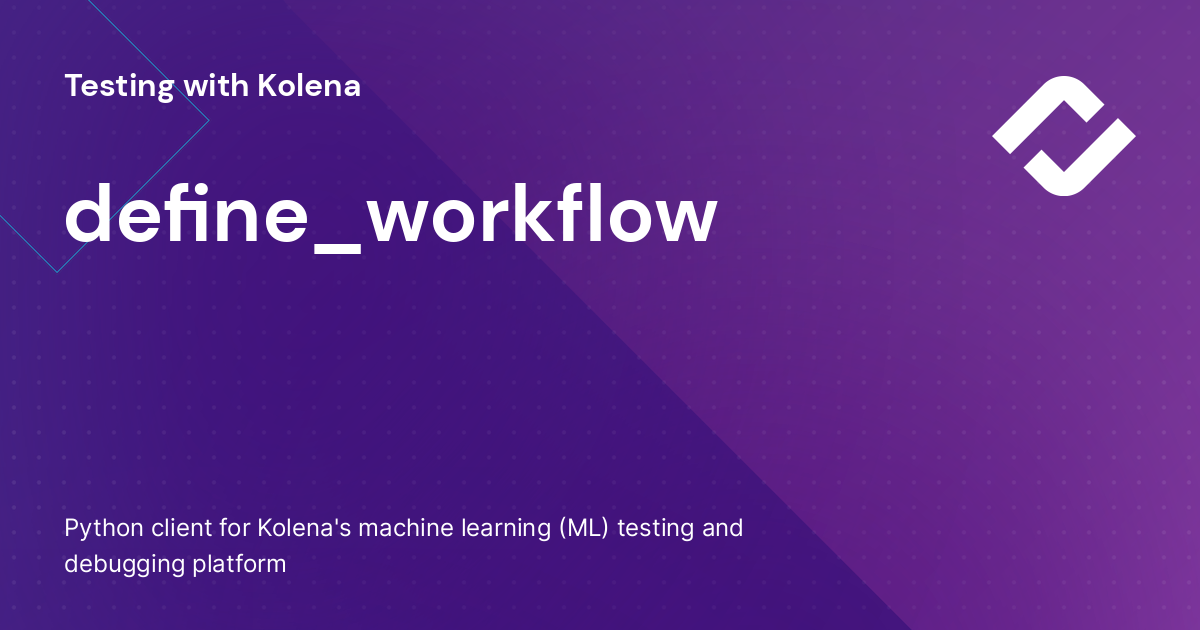 Testing with Kolena
define_workflow
Python client for Kolena's machine learning (ML) testing and
debugging platform